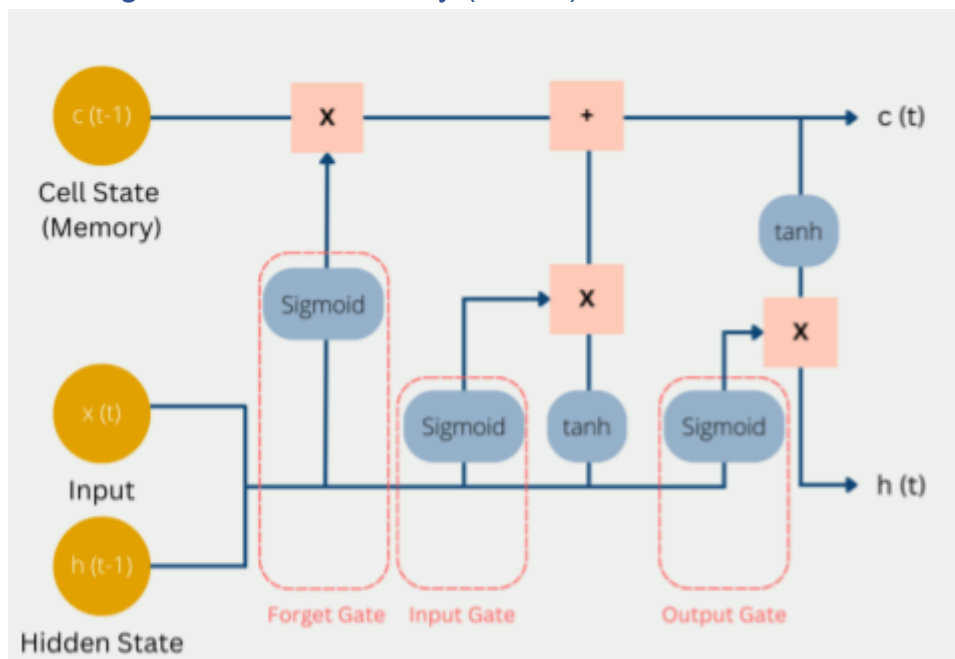 c (t-1)
X
+
c (t)
Cell State
(Memory)
tanh
Sigmoid
X
X
x (t)
Sigmoid
tanh
Sigmoid
Input
h (t)
h (t-1)
Forget Gate
Input Gate
Output Gate
Hidden State